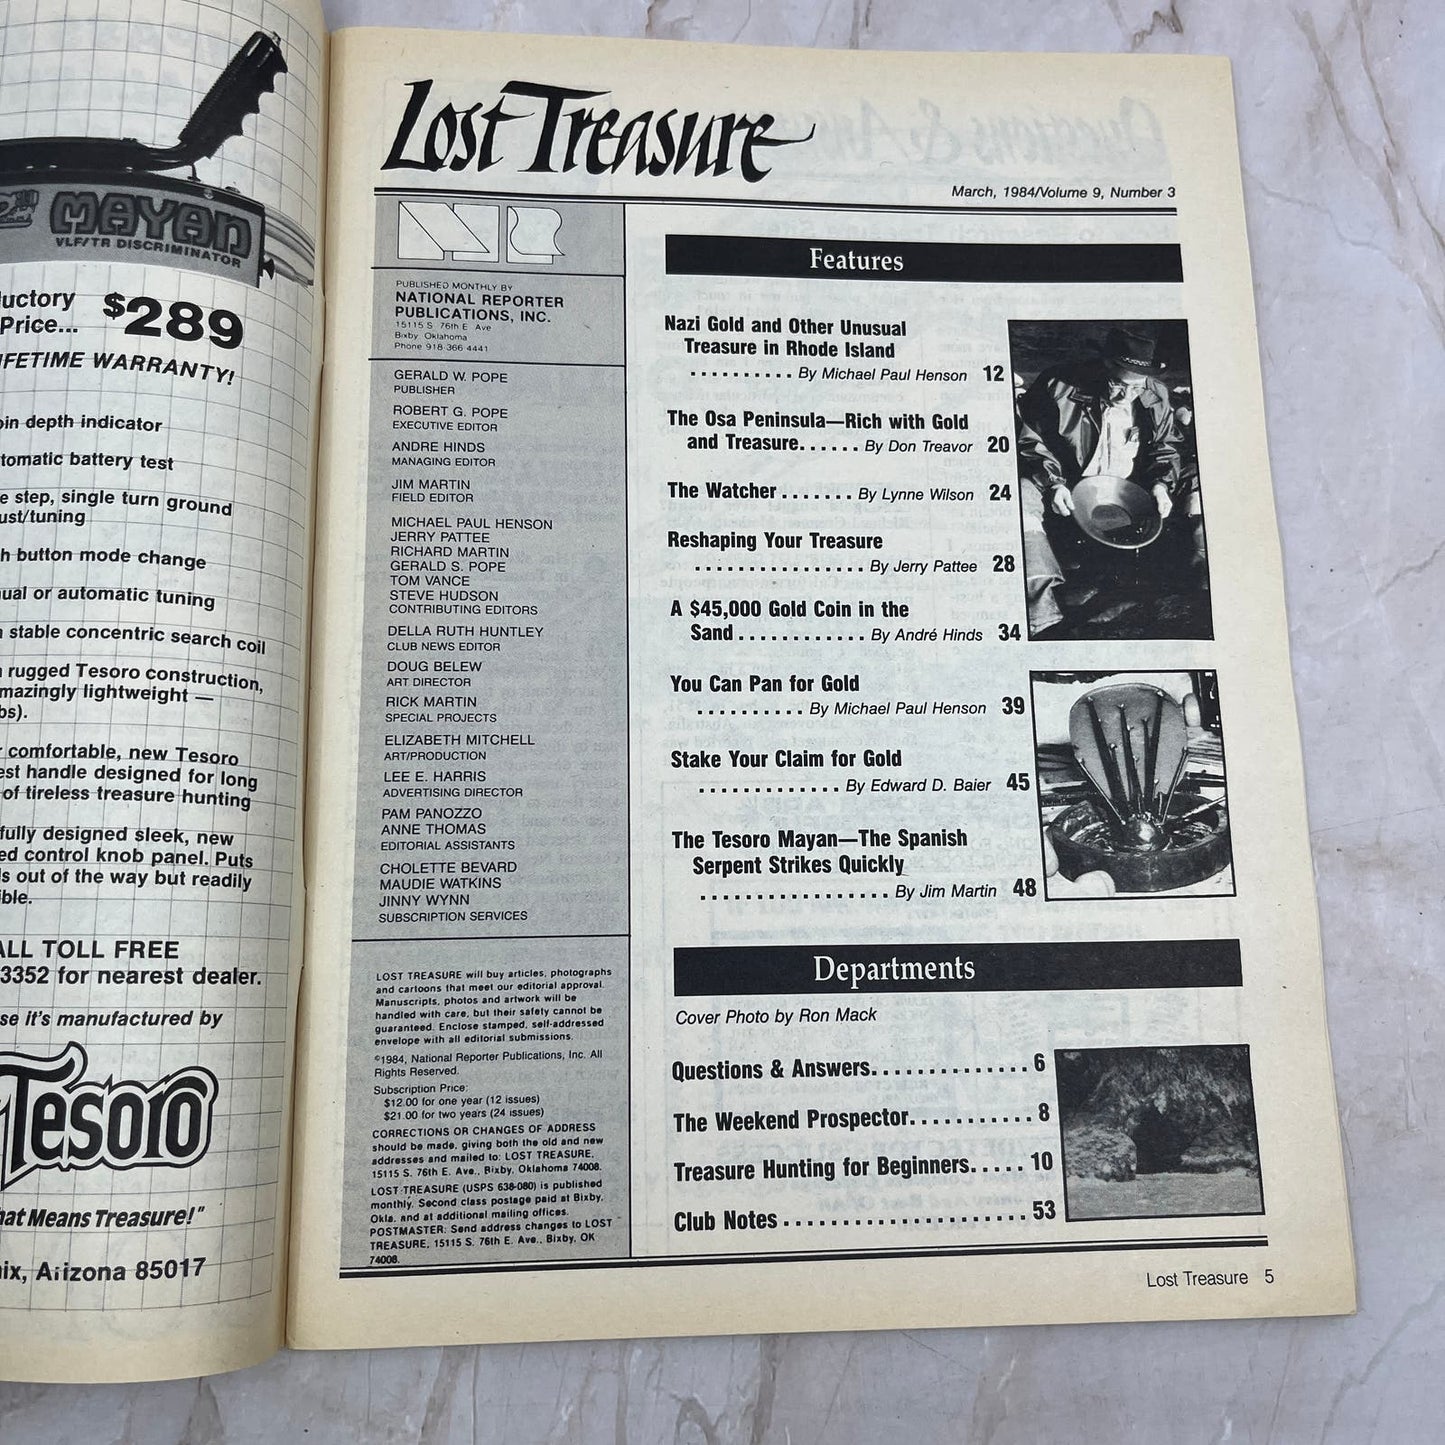 MAYAN
VLF/TR DISCRIMINATOR
Price... $289
WARRANTY!
depth indicator
battery test
step, single turn ground
button mode change
or automatic tuning
stable concentric search coil
rugged Tesoro construction,
lightweight —
comfortable, new Tesoro
handle designed for long
of tireless treasure hunting
designed sleek, new
control knob panel. Puts
out of the way but readily
TOLL FREE
3352 for nearest dealer.
it's manufactured by
Tesoro
Means Treasure!"
Arizona 85017
Lost Treasure
March, 1984/Volume 9, Number 3
PUBLISHED MONTHLY BY
NATIONAL REPORTER
PUBLICATIONS, INC.
15115 S. 76th E. Ave
Bixby Oklahoma
Phone 918 366 4441
GERALD W. POPE
PUBLISHER
ROBERT G. POPE
EXECUTIVE EDITOR
ANDRE HINDS
MANAGING EDITOR
JIM MARTIN
FIELD EDITOR
MICHAEL PAUL HENSON
JERRY PATTEE
RICHARD MARTIN
GERALD S. POPE
TOM VANCE
STEVE HUDSON
CONTRIBUTING EDITORS
DELLA RUTH HUNTLEY
CLUB NEWS EDITOR
DOUG BELEW
ART DIRECTOR
RICK MARTIN
SPECIAL PROJECTS
ELIZABETH MITCHELL
ART/PRODUCTION
LEE E. HARRIS
ADVERTISING DIRECTOR
PAM PANOZZO
ANNE THOMAS
EDITORIAL ASSISTANTS
CHOLETTE BEVARD
MAUDIE WATKINS
JINNY WYNN
SUBSCRIPTION SERVICES
LOST TREASURE will buy articles, photographs
and cartoons that meet our editorial approval.
Manuscripts, photos and artwork will be
handled with care, but their safety cannot be
guaranteed. Enclose stamped, self-addressed
envelope with all editorial submissions.
©1984, National Reporter Publications, Inc. All
Rights Reserved.
Subscription Price:
$12.00 for one year (12 issues)
$21.00 for two years (24 issues)
CORRECTIONS OR CHANGES OF ADDRESS
should be made, giving both the old and new
addresses and mailed to: LOST TREASURE,
15115 S. 76th E. Ave., Bixby, Oklahoma 74008.
LOST TREASURE (USPS 638-080) is published
monthly. Second class postage paid at Bixby,
Okla. and at additional mailing offices.
POSTMASTER: Send address changes to LOST
TREASURE, 15115 S. 76th E. Ave., Bixby, OK
74008.
Features
Nazi Gold and Other Unusual
Treasure in Rhode Island
.......... By Michael Paul Henson 12
The Osa Peninsula—Rich with Gold
and Treasure...... By Don Treavor 20
The Watcher ....... By Lynne Wilson 24
Reshaping Your Treasure
................ By Jerry Pattee 28
A $45,000 Gold Coin in the
Sand ............ By André Hinds 34
You Can Pan for Gold
.......... By Michael Paul Henson 39
Stake Your Claim for Gold
............. By Edward D. Baier 45
The Tesoro Mayan—The Spanish
Serpent Strikes Quickly
................ By Jim Martin 48
Departments
Cover Photo by Ron Mack
Questions & Answers.............. 6
The Weekend Prospector........... 8
Treasure Hunting for Beginners..... 10
Club Notes ..................... 53
Lost Treasure 5